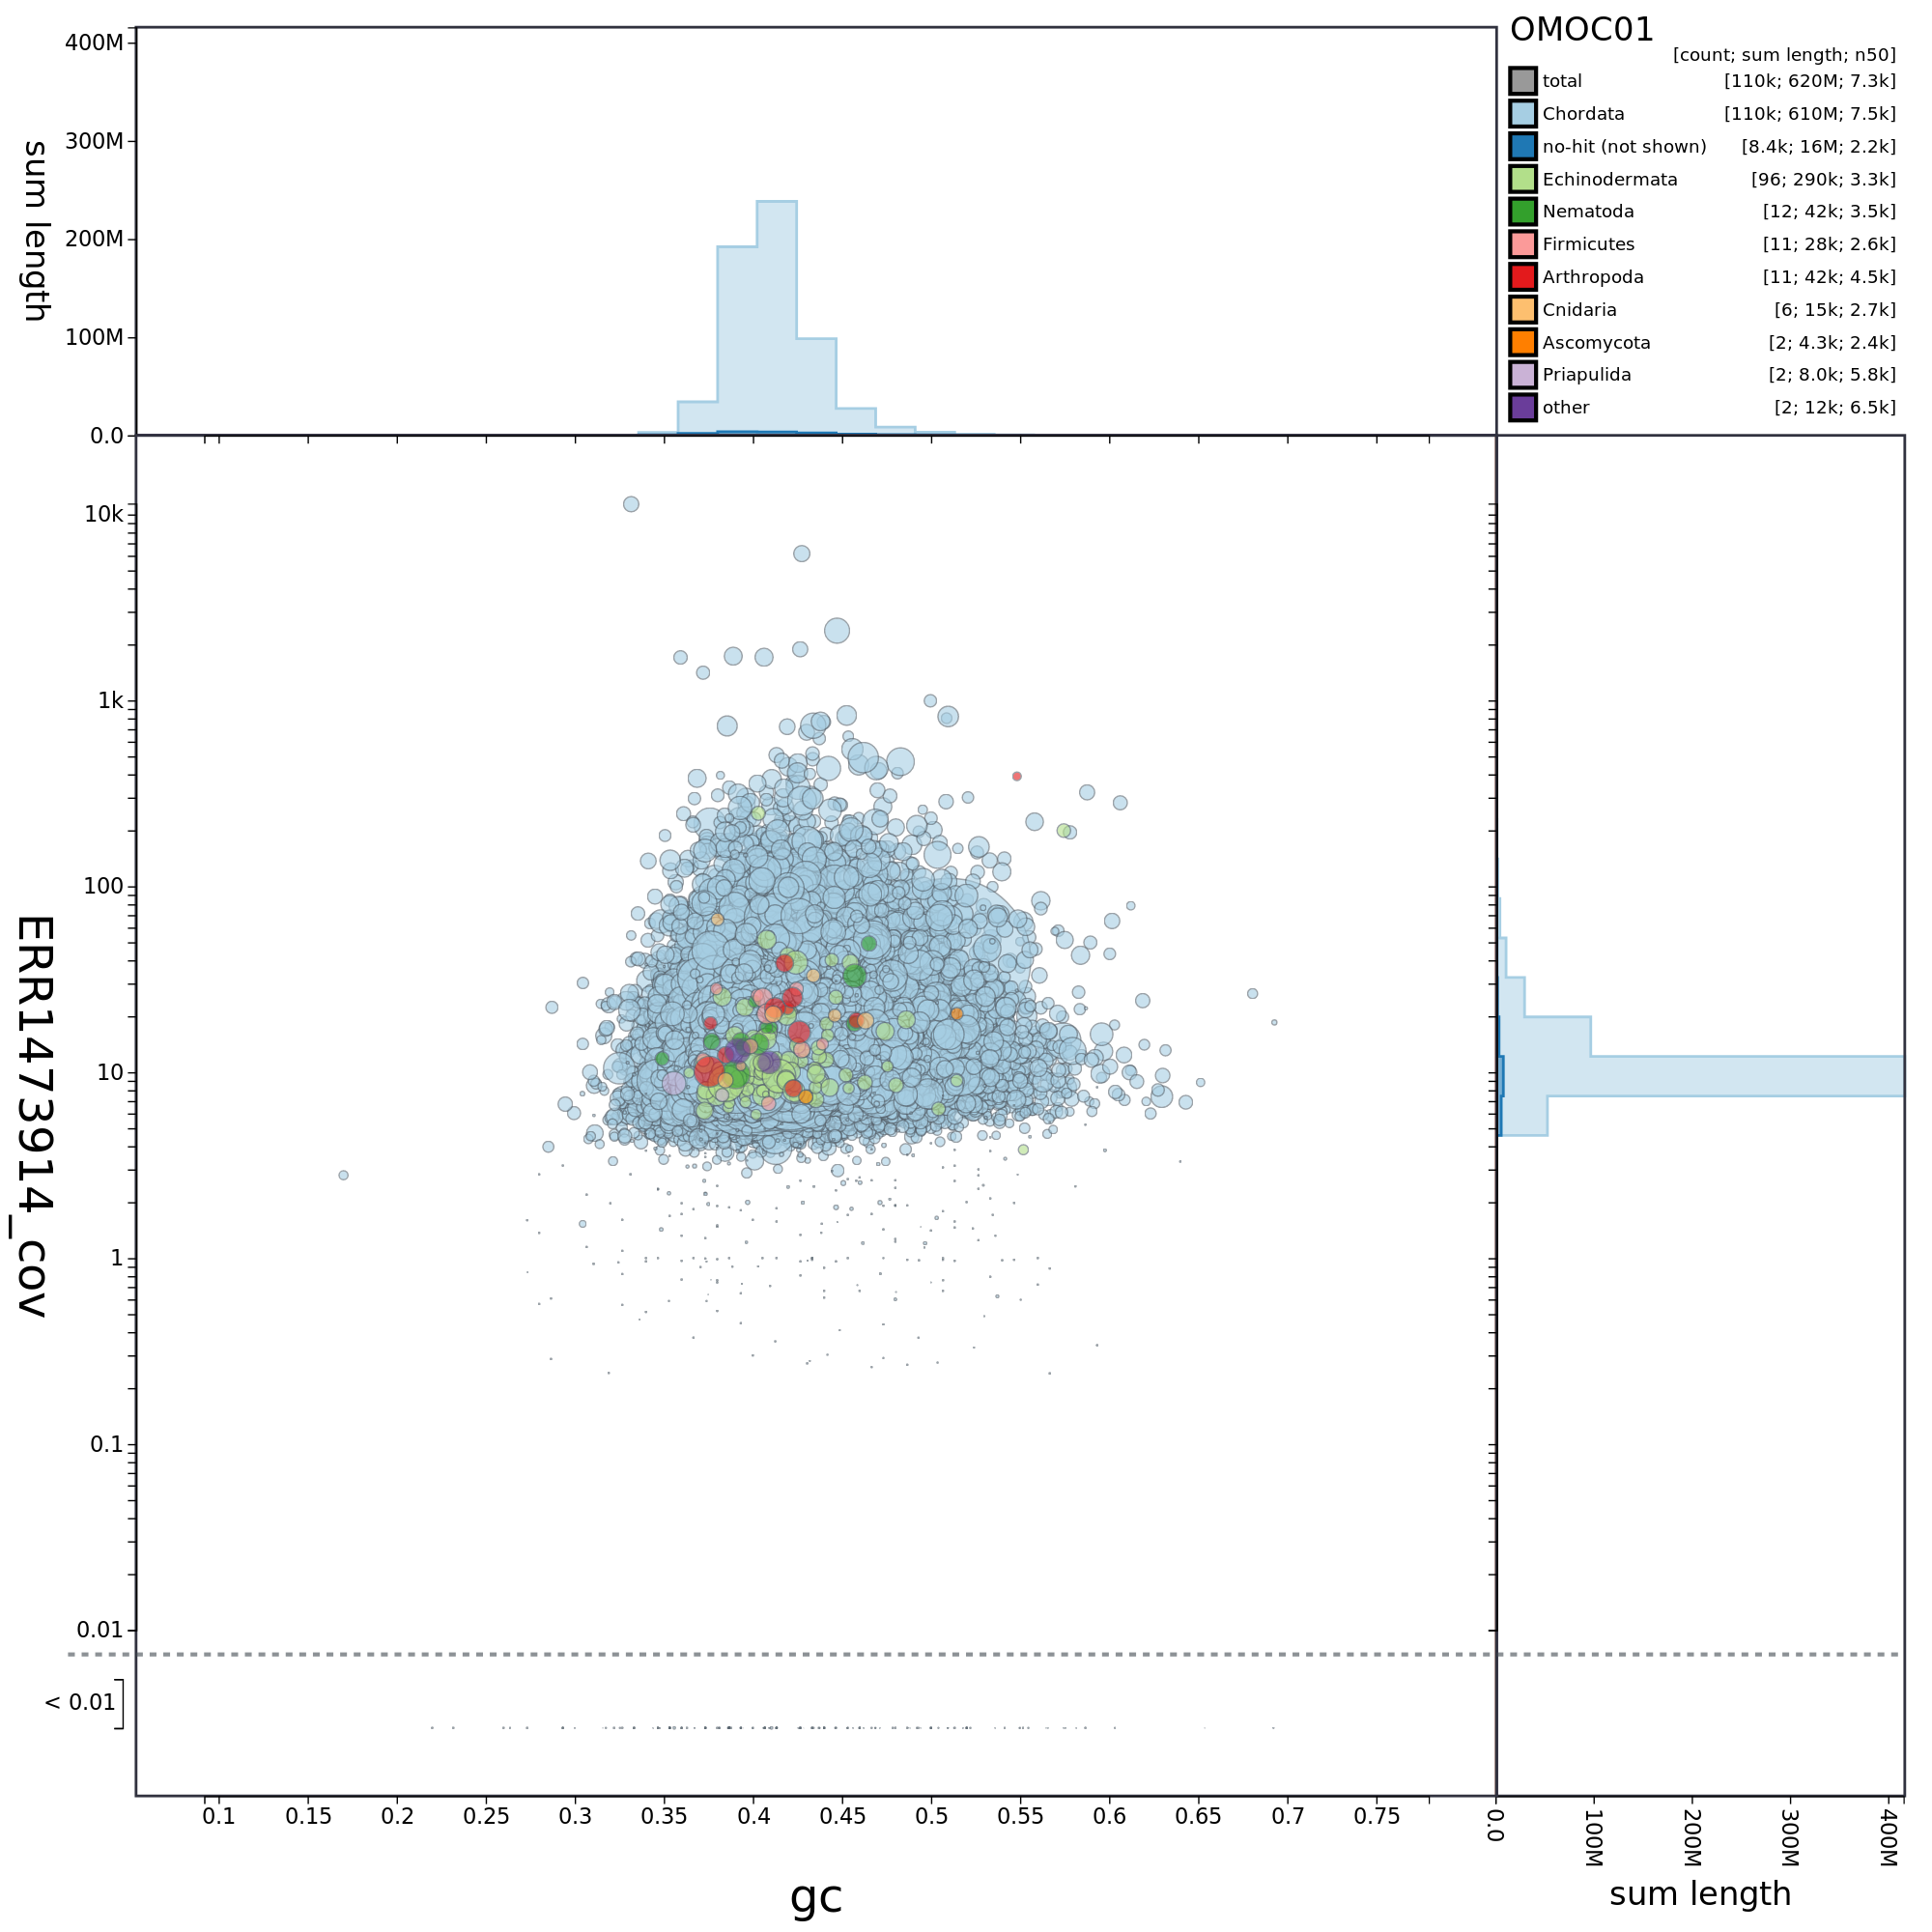 OMOC01
[count; sum length; n50]
total [110k; 620M; 7.3k]
Chordata [110k; 610M; 7.5k]
no-hit (not shown) [8.4k; 16M; 2.2k]
Echinodermata [96; 290k; 3.3k]
Nematoda [12; 42k; 3.5k]
Firmicutes [11; 28k; 2.6k]
Arthropoda [11; 42k; 4.5k]
Cnidaria [6; 15k; 2.7k]
Ascomycota [2; 4.3k; 2.4k]
Priapulida [2; 8.0k; 5.8k]
other [2; 12k; 6.5k]
sum length
400M
300M
200M
100M
0.0
ERR1473914_cov
10k
1k
100
10
1
0.1
0.01
< 0.01
0.1 0.15 0.2 0.25 0.3 0.35 0.4 0.45 0.5 0.55 0.6 0.65 0.7 0.75
gc
0.0 100M 200M 300M 400M
sum length